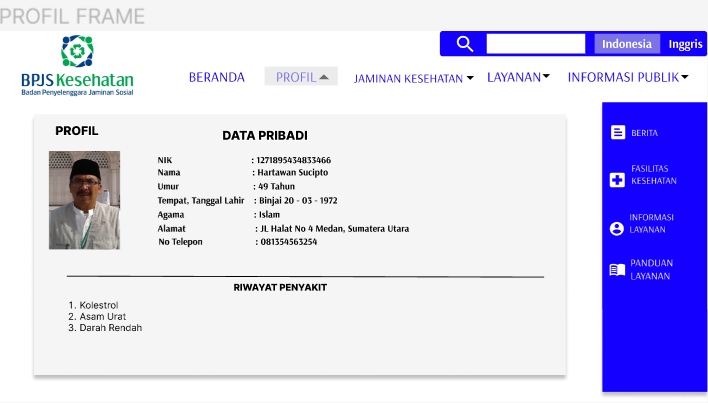 PROFIL FRAME
Indonesia Inggris
BPJS Kesehatan
Badan Penyelenggara Jaminan Sosial
BERANDA PROFIL JAMINAN KESEHATAN LAYANAN INFORMASI PUBLIK
PROFIL
DATA PRIBADI
NIK : 1271895434833466
Nama : Hartawan Sucipto
Umur : 49 Tahun
Tempat, Tanggal Lahir : Binjai 20 - 03 - 1972
Agama : Islam
Alamat : JL Halat No 4 Medan, Sumatera Utara
No Telepon : 081354563254
RIWAYAT PENYAKIT
1. Kolestrol
2. Asam Urat
3. Darah Rendah
BERITA
FASILITAS
KESEHATAN
INFORMASI
LAYANAN
PANDUAN
LAYANAN